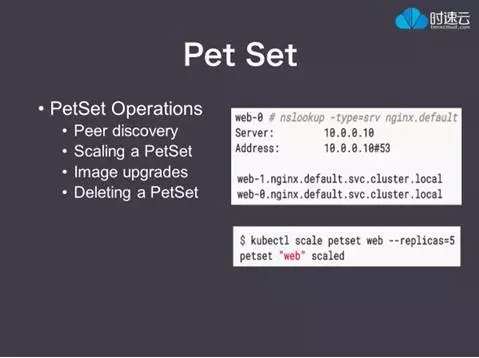 时速云
tenxcloud.com
Pet Set
• PetSet Operations
• Peer discovery
• Scaling a PetSet
• Image upgrades
• Deleting a PetSet
web-0 # nslookup -type=srv nginx.default
Server: 10.0.0.10
Address: 10.0.0.10#53
web-1.nginx.default.svc.cluster.local
web-0.nginx.default.svc.cluster.local
$ kubectl scale petset web --replicas=5
petset "web" scaled